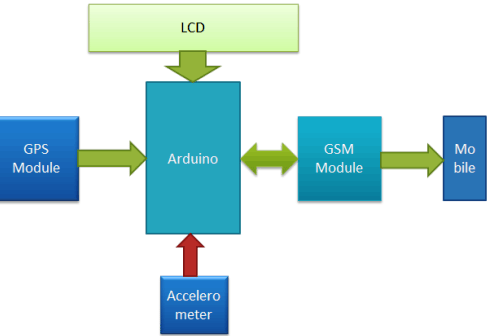 LCD
GPS
Module
Arduino
GSM
Module
Mo
bile
Accelero
meter